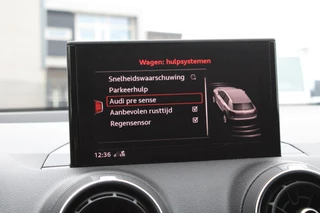 Wagen: hulpsystemen
Snelheidswaarschuwing
Parkeerhulp
Audi pre sense
Aanbevolen rusttijd
Regensensor
12:36